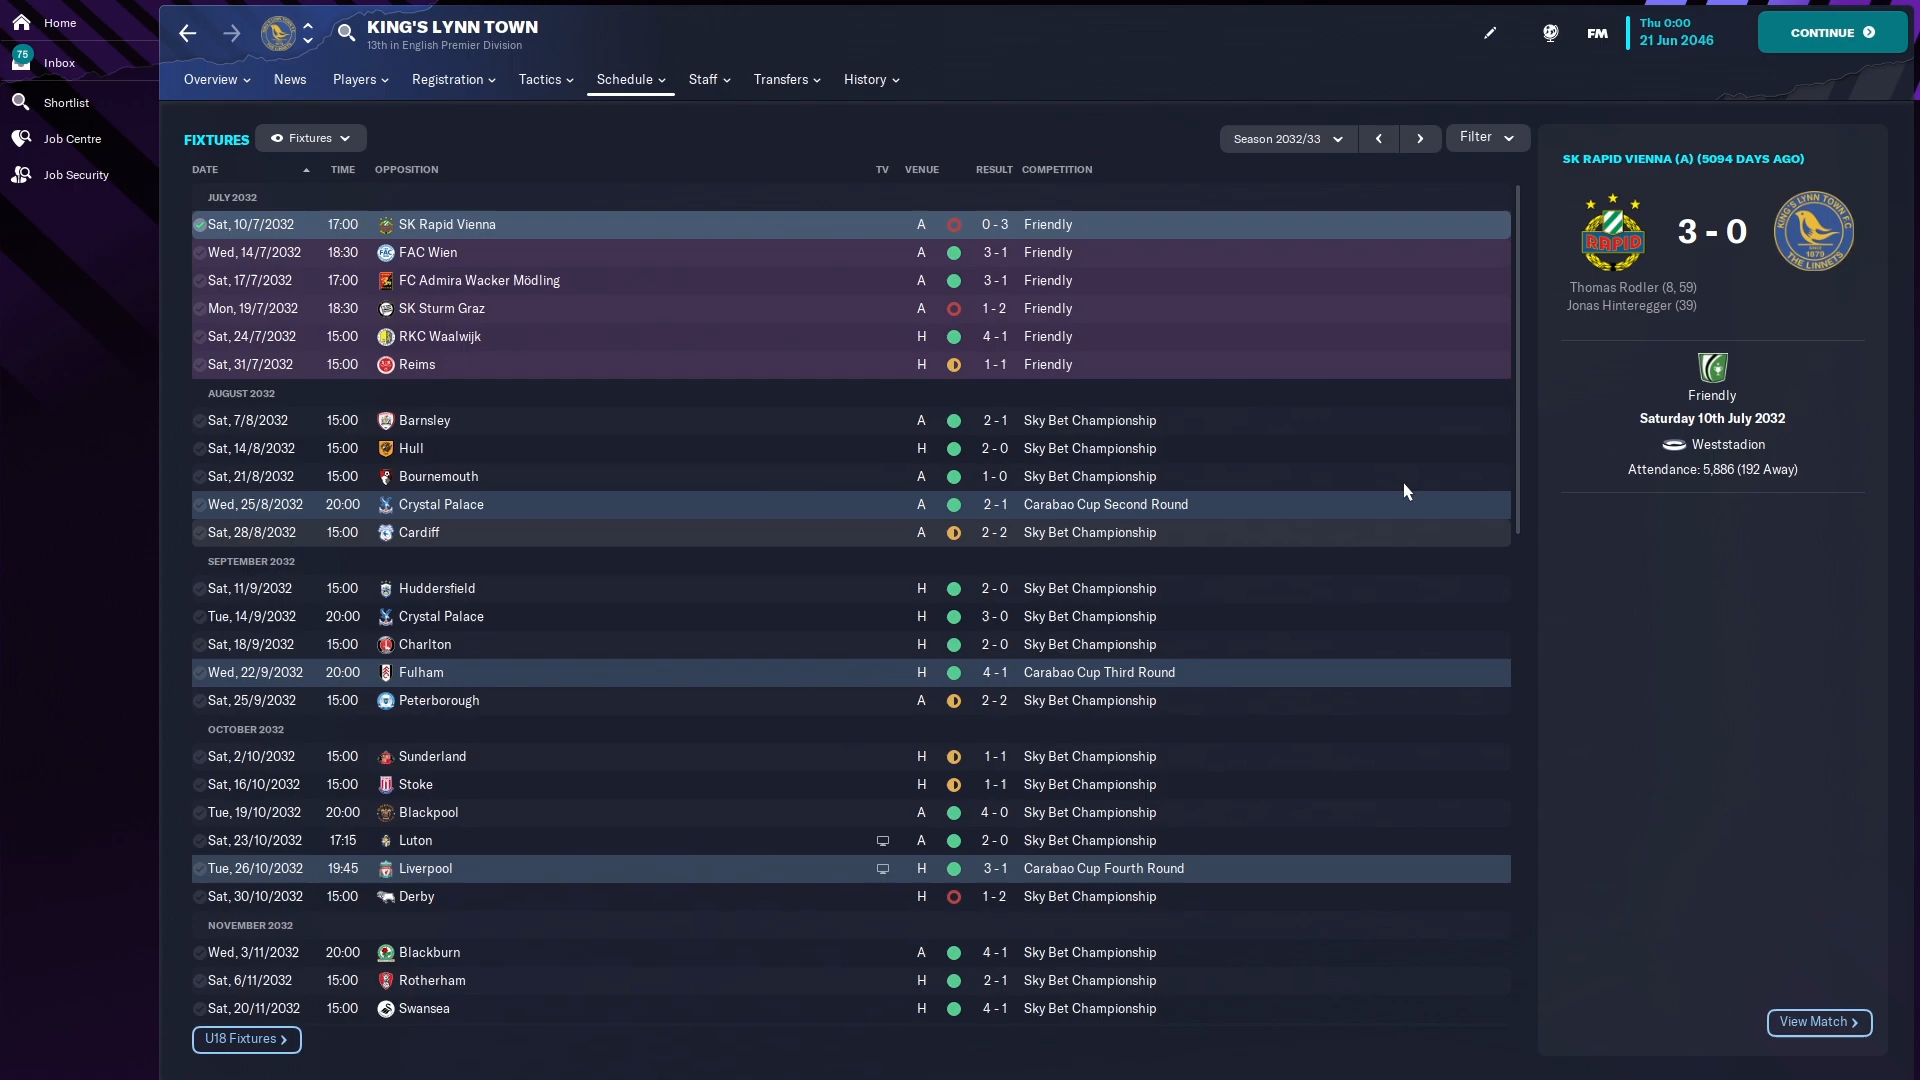 Home
75
Inbox
Shortlist
Job Centre
Job Security
KING'S LYNN TOWN
13th in English Premier Division
FM
Thu 0:00
21 Jun 2046
CONTINUE
Overview News Players Registration Tactics Schedule Staff Transfers History
FIXTURES Fixtures Season 2032/33 Filter
DATE TIME OPPOSITION TV VENUE RESULT COMPETITION
JULY 2032
Sat, 10/7/2032 17:00 SK Rapid Vienna A 0 - 3 Friendly
Wed, 14/7/2032 18:30 FAC Wien A 3 - 1 Friendly
Sat, 17/7/2032 17:00 FC Admira Wacker Mödling A 3 - 1 Friendly
Mon, 19/7/2032 18:30 SK Sturm Graz A 1 - 2 Friendly
Sat, 24/7/2032 15:00 RKC Waalwijk H 4 - 1 Friendly
Sat, 31/7/2032 15:00 Reims H 1 - 1 Friendly
AUGUST 2032
Sat, 7/8/2032 15:00 Barnsley A 2 - 1 Sky Bet Championship
Sat, 14/8/2032 15:00 Hull H 2 - 0 Sky Bet Championship
Sat, 21/8/2032 15:00 Bournemouth A 1 - 0 Sky Bet Championship
Wed, 25/8/2032 20:00 Crystal Palace A 2 - 1 Carabao Cup Second Round
Sat, 28/8/2032 15:00 Cardiff A 2 - 2 Sky Bet Championship
SEPTEMBER 2032
Sat, 11/9/2032 15:00 Huddersfield H 2 - 0 Sky Bet Championship
Tue, 14/9/2032 20:00 Crystal Palace H 3 - 0 Sky Bet Championship
Sat, 18/9/2032 15:00 Charlton H 2 - 0 Sky Bet Championship
Wed, 22/9/2032 20:00 Fulham H 4 - 1 Carabao Cup Third Round
Sat, 25/9/2032 15:00 Peterborough A 2 - 2 Sky Bet Championship
OCTOBER 2032
Sat, 2/10/2032 15:00 Sunderland H 1 - 1 Sky Bet Championship
Sat, 16/10/2032 15:00 Stoke H 1 - 1 Sky Bet Championship
Tue, 19/10/2032 20:00 Blackpool A 4 - 0 Sky Bet Championship
Sat, 23/10/2032 17:15 Luton A 2 - 0 Sky Bet Championship
Tue, 26/10/2032 19:45 Liverpool H 3 - 1 Carabao Cup Fourth Round
Sat, 30/10/2032 15:00 Derby H 1 - 2 Sky Bet Championship
NOVEMBER 2032
Wed, 3/11/2032 20:00 Blackburn A 4 - 1 Sky Bet Championship
Sat, 6/11/2032 15:00 Rotherham H 2 - 1 Sky Bet Championship
Sat, 20/11/2032 15:00 Swansea H 4 - 1 Sky Bet Championship
U18 Fixtures
SK RAPID VIENNA (A) (5094 DAYS AGO)
RAPID
3 - 0
KING'S LYNN TOWN FC
1879
THE LINNETS
Thomas Rodler (8, 59)
Jonas Hinteregger (39)
Friendly
Saturday 10th July 2032
Weststadion
Attendance: 5,886 (192 Away)
View Match